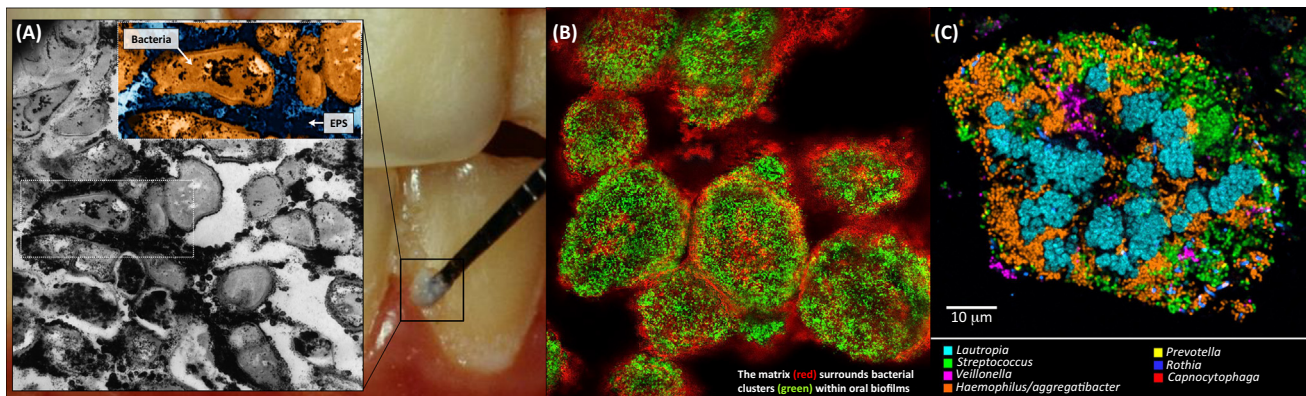 (A)
Bacteria
EPS
(B)
The matrix (red) surrounds bacterial
clusters (green) within oral biofilms
(C)
10 μm
Lautropia
Streptococcus
Veillonella
Haemophilus/aggregatibacter
Prevotella
Rothia
Capnocytophaga